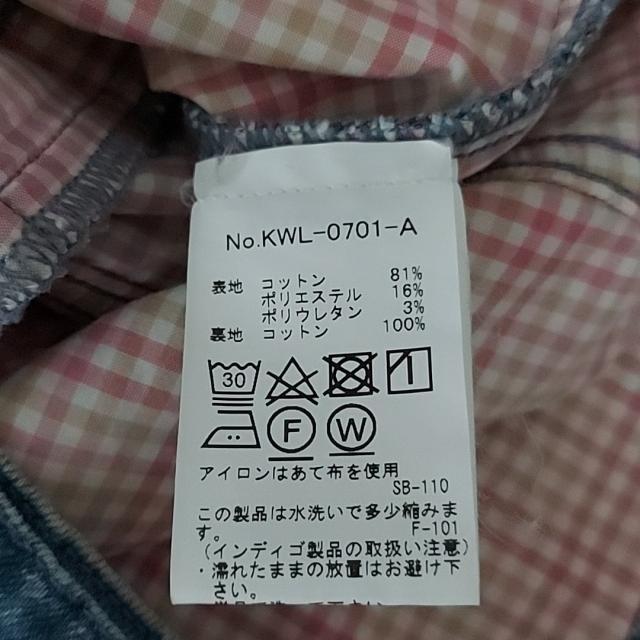 No.KWL-0701-A
表地 コットン 81%
ポリエステル 16%
ポリウレタン 3%
裏地 コットン 100%
30
F W
アイロンはあて布を使用
SB-110
この製品は水洗いで多少縮みま
す。 F-101
(インディゴ製品の取扱い注意)
・濡れたままの放置はお避け下
さい。